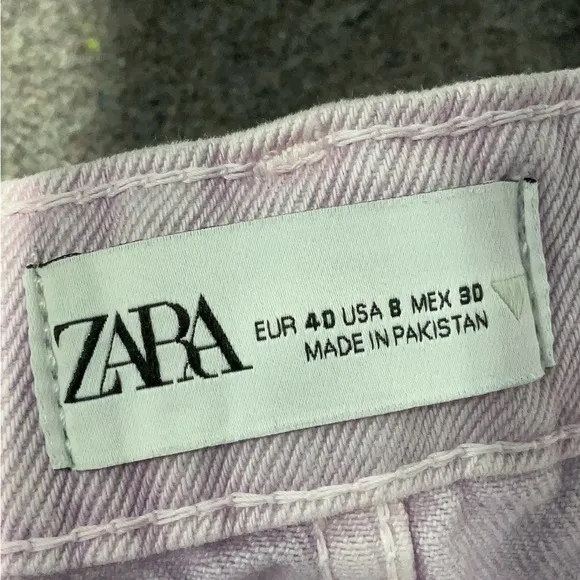 ZARA
EUR 40 USA 8 MEX 30
MADE IN PAKISTAN